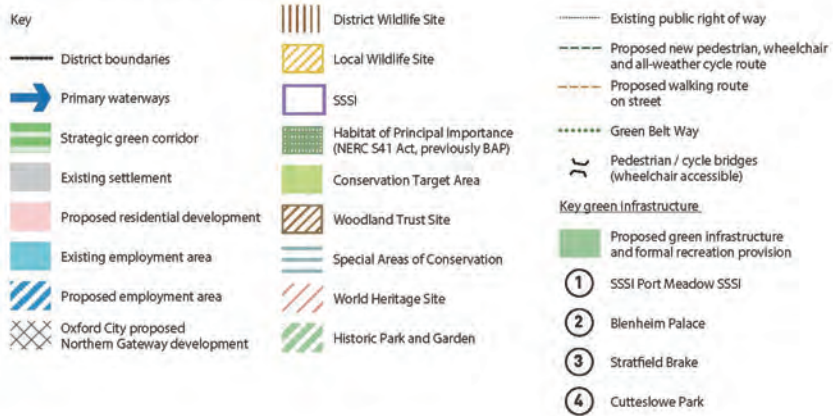 Key
District boundaries
Primary waterways
Strategic green corridor
Existing settlement
Proposed residential development
Existing employment area
Proposed employment area
Oxford City proposed
Northern Gateway development
District Wildlife Site
Local Wildlife Site
SSSI
Habitat of Principal Importance
(NERC S41 Act, previously BAP)
Conservation Target Area
Woodland Trust Site
Special Areas of Conservation
World Heritage Site
Historic Park and Garden
Existing public right of way
Proposed new pedestrian, wheelchair
and all-weather cycle route
Proposed walking route
on street
Green Belt Way
Pedestrian / cycle bridges
(wheelchair accessible)
Key green infrastructure
Proposed green infrastructure
and formal recreation provision
1 SSSI Port Meadow SSSI
2 Blenheim Palace
3 Stratfield Brake
4 Cutteslowe Park